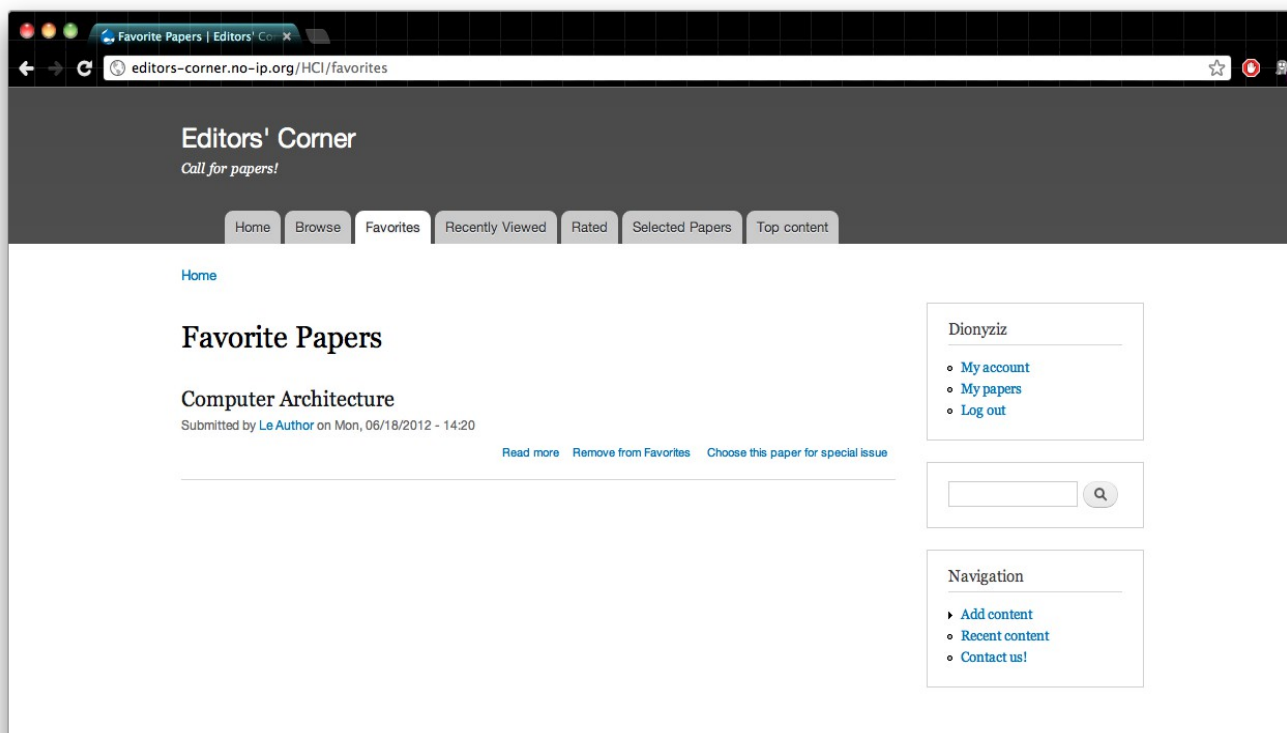 Favorite Papers | Editors' Co
editors-corner.no-ip.org/HCI/favorites
Editors' Corner
Call for papers!
Home Browse Favorites Recently Viewed Rated Selected Papers Top content
Home
Favorite Papers
Computer Architecture
Submitted by Le Author on Mon, 06/18/2012 - 14:20
Read more Remove from Favorites Choose this paper for special issue
Dionyziz
My account
My papers
Log out
Navigation
Add content
Recent content
Contact us!